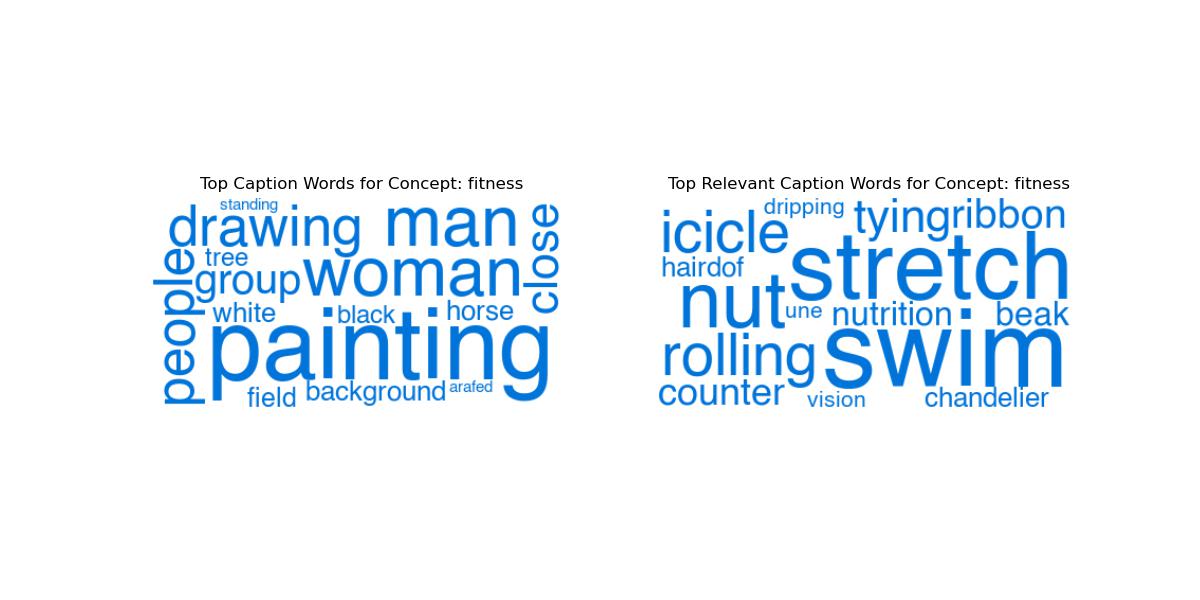 Top Caption Words for Concept: fitness
standing
drawing
man
close
people
tree
group
woman
white
black
horse
painting
field
background
arafed
Top Relevant Caption Words for Concept: fitness
dripping
icicle
tyingribbon
hairdof
stretch
nut
une
nutrition
beak
rolling
swim
counter
vision
chandelier